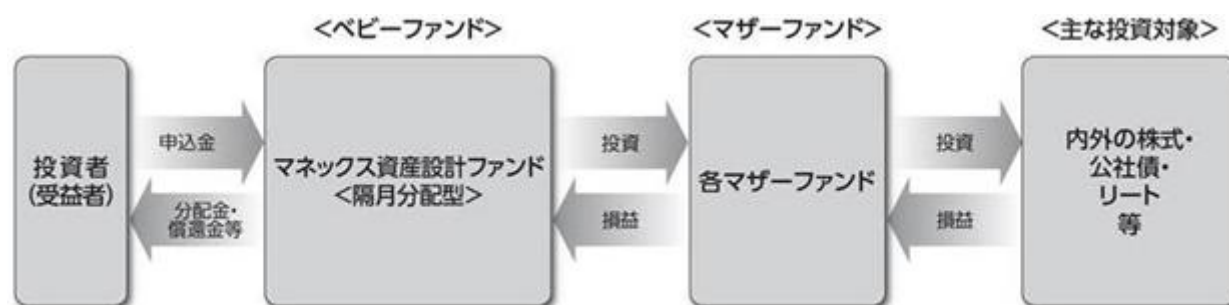 <ベビーファンド>
<マザーファンド>
<主な投資対象>
投資者
(受益者)
申込金
分配金・
償還金等
マネックス資産設計ファンド
<隔月分配型>
投資
損益
各マザーファンド
投資
損益
内外の株式・
公社債・
リート
等